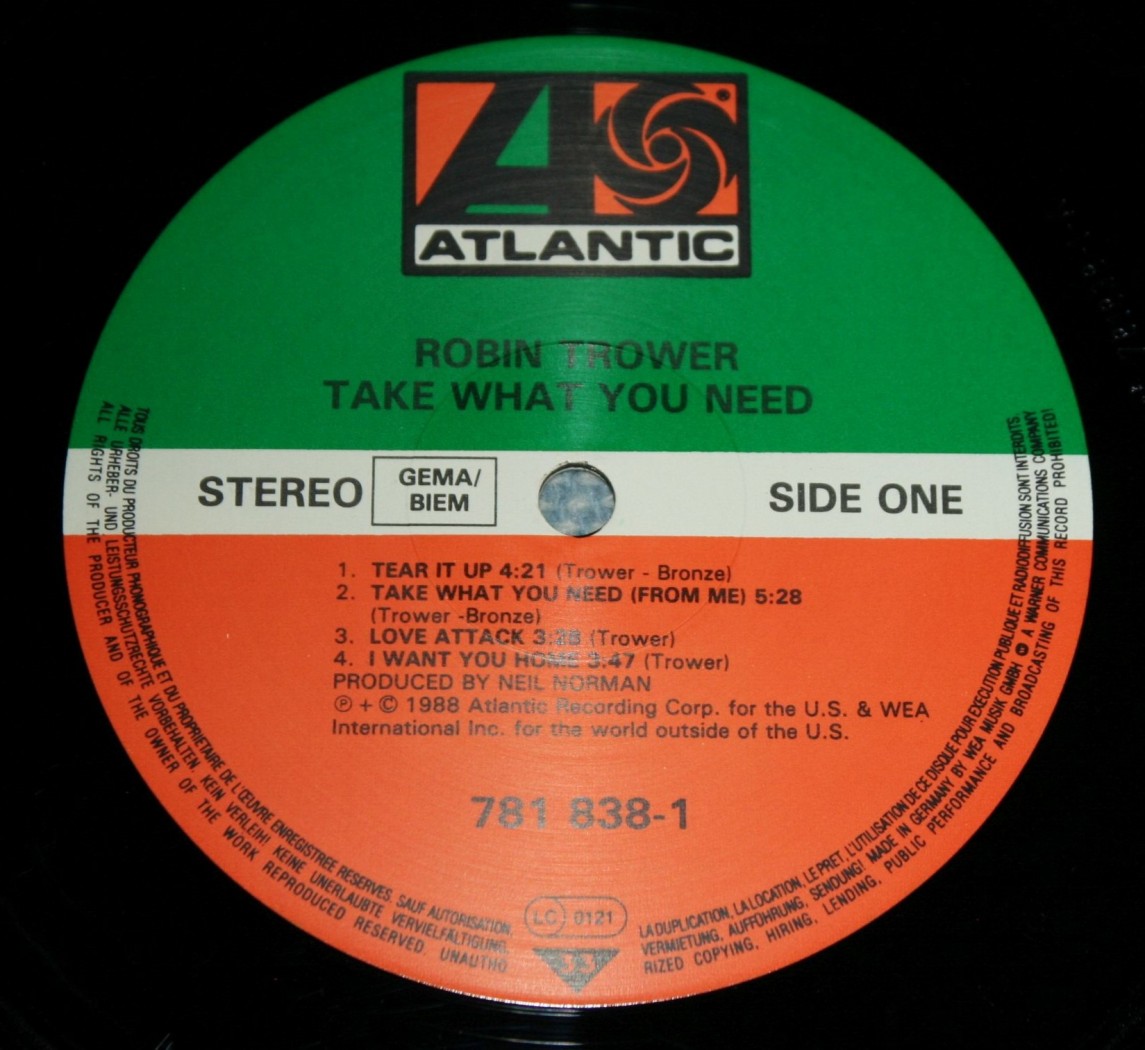 ATLANTIC
ROBIN TROWER
TAKE WHAT YOU NEED
STEREO
GEMA/
BIEM
SIDE ONE
1. TEAR IT UP 4:21 (Trower - Bronze)
2. TAKE WHAT YOU NEED (FROM ME) 5:28
(Trower -Bronze)
3. LOVE ATTACK 3:28 (Trower)
4. I WANT YOU HOME 3:47 (Trower)
PRODUCED BY NEIL NORMAN
℗ + © 1988 Atlantic Recording Corp. for the U.S. & WEA
International Inc. for the world outside of the U.S.
781 838-1
LC 0121
TOUS DROITS DU PRODUCTEUR PHONOGRAPHIQUE ET DU PROPRIETAIRE DE L'ŒUVRE ENREGISTREE RESERVES. SAUF AUTORISATION, LA DUPLICATION, LA LOCATION, LE PRET, L'UTILISATION DE CE DISQUE POUR EXECUTION PUBLIQUE ET RADIODIFFUSION SONT INTERDITS.
ALLE URHEBER- UND LEISTUNGSSCHUTZRECHTE VORBEHALTEN. KEIN VERLEIH! KEINE UNERLAUBTE VERVIELFÄLTIGUNG, VERMIETUNG, AUFFÜHRUNG, SENDUNG! MADE IN GERMANY BY WEA MUSIK GMBH A WARNER COMMUNICATIONS COMPANY
ALL RIGHTS OF THE PRODUCER AND OF THE OWNER OF THE WORK REPRODUCED RESERVED. UNAUTHORIZED COPYING, HIRING, LENDING, PUBLIC PERFORMANCE AND BROADCASTING OF THIS RECORD PROHIBITED!